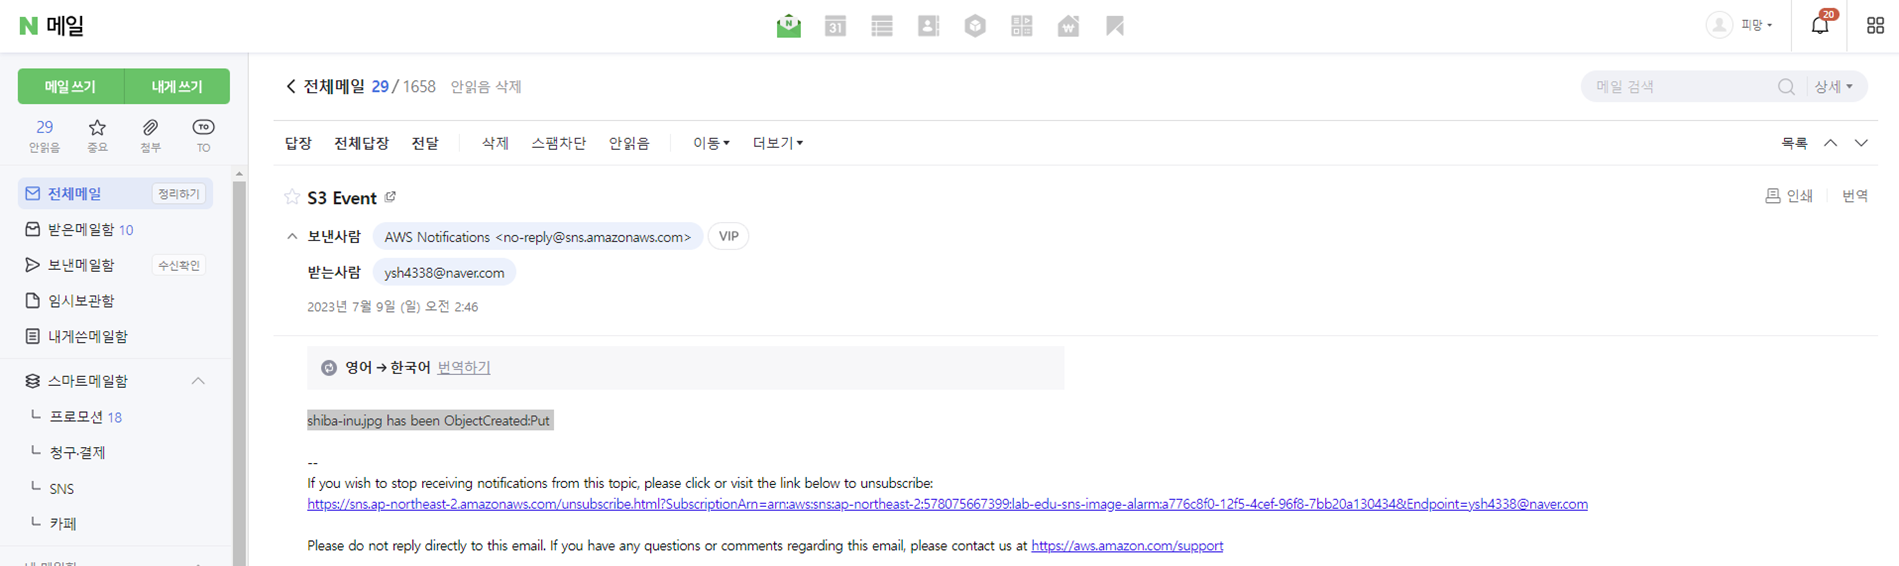 N 메일
N
31
피망
20
메일 쓰기
내게 쓰기
29
안읽음
중요
첨부
TO
TO
전체메일
정리하기
받은메일함 10
보낸메일함
수신확인
임시보관함
내게쓴메일함
스마트메일함
프로모션 18
청구·결제
SNS
카페
전체메일 29 / 1658 안읽음 삭제
메일 검색
상세
답장 전체답장 전달 삭제 스팸차단 안읽음 이동 더보기
목록
S3 Event
인쇄
번역
보낸사람 AWS Notifications <no-reply@sns.amazonaws.com> VIP
받는사람 ysh4338@naver.com
2023년 7월 9일 (일) 오전 2:46
영어 → 한국어 번역하기
shiba-inu.jpg has been ObjectCreated:Put
--
If you wish to stop receiving notifications from this topic, please click or visit the link below to unsubscribe:
https://sns.ap-northeast-2.amazonaws.com/unsubscribe.html?SubscriptionArn=arn:aws:sns:ap-northeast-2:578075667399:lab-edu-sns-image-alarm:a776c8f0-12f5-4cef-96f8-7bb20a130434&Endpoint=ysh4338@naver.com
Please do not reply directly to this email. If you have any questions or comments regarding this email, please contact us at https://aws.amazon.com/support